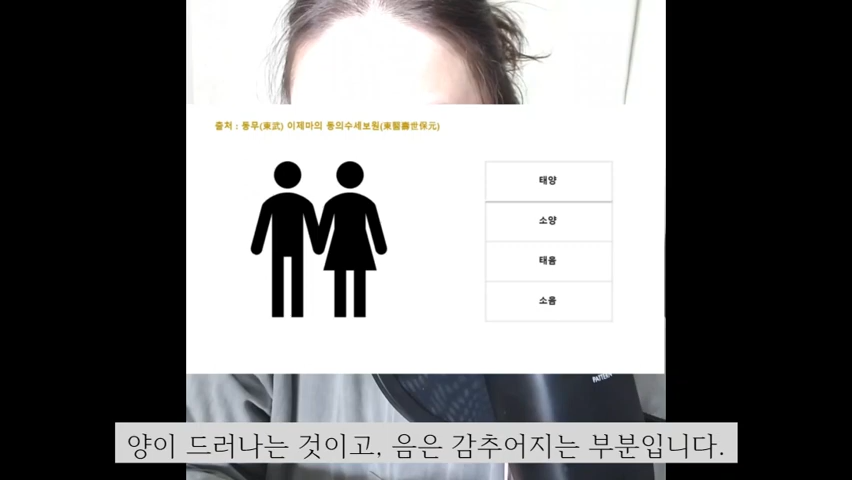 출처 : 동무(東武) 이제마의 동의수세보원(東醫壽世保元)
태양
소양
태음
소음
PATTERN
양이 드러나는 것이고, 음은 감추어지는 부분입니다.